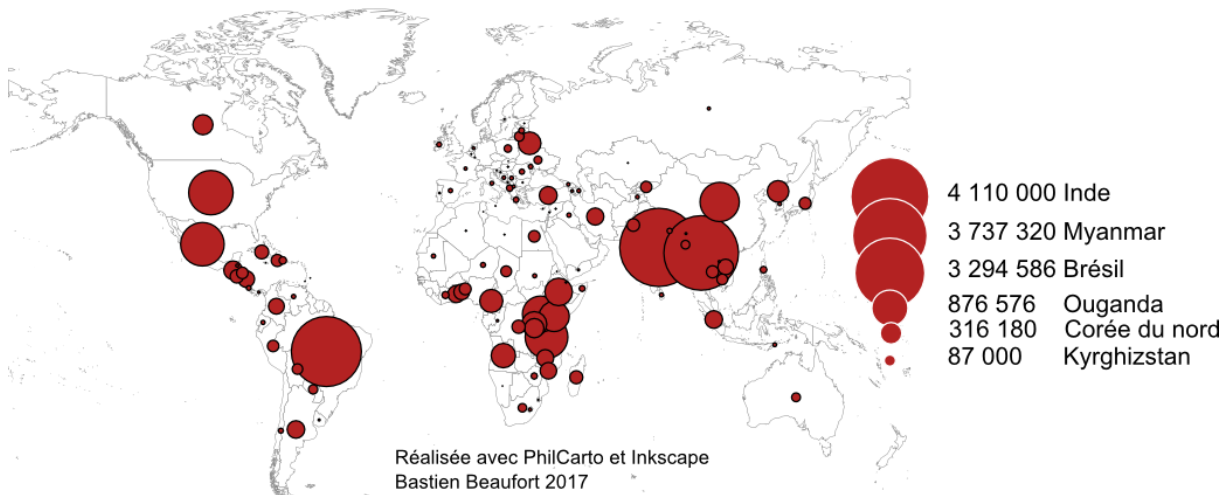 4 110 000 Inde
3 737 320 Myanmar
3 294 586 Brésil
876 576 Ouganda
316 180 Corée du nord
87 000 Kyrghizstan
Réalisée avec PhilCarto et Inkscape
Bastien Beaufort 2017